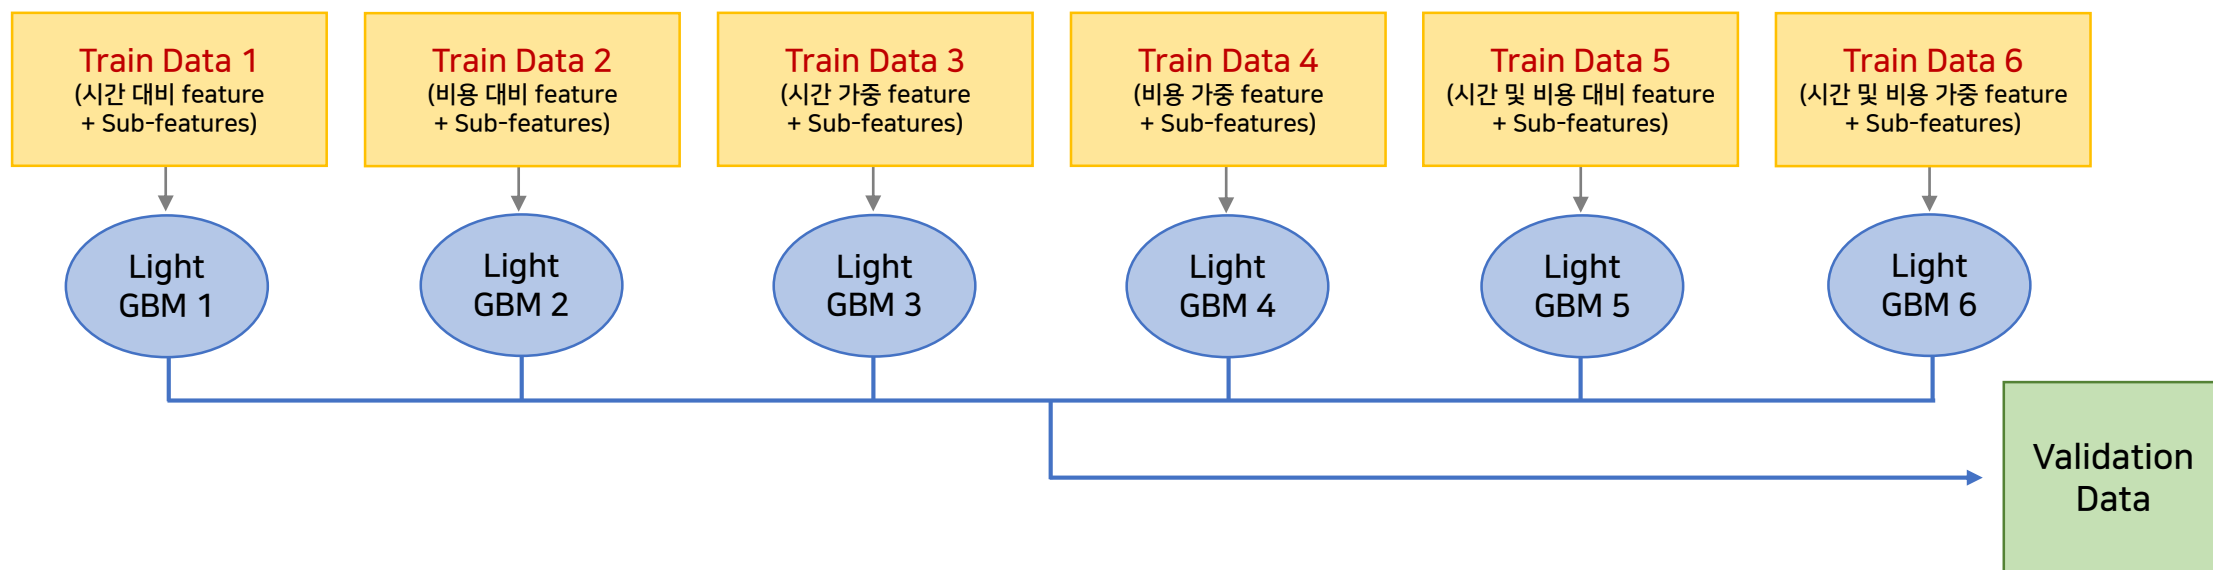 Train Data 1
(시간 대비 feature
+ Sub-features)
Train Data 2
(비용 대비 feature
+ Sub-features)
Train Data 3
(시간 가중 feature
+ Sub-features)
Train Data 4
(비용 가중 feature
+ Sub-features)
Train Data 5
(시간 및 비용 대비 feature
+ Sub-features)
Train Data 6
(시간 및 비용 가중 feature
+ Sub-features)
Light
GBM 1
Light
GBM 2
Light
GBM 3
Light
GBM 4
Light
GBM 5
Light
GBM 6
Validation
Data